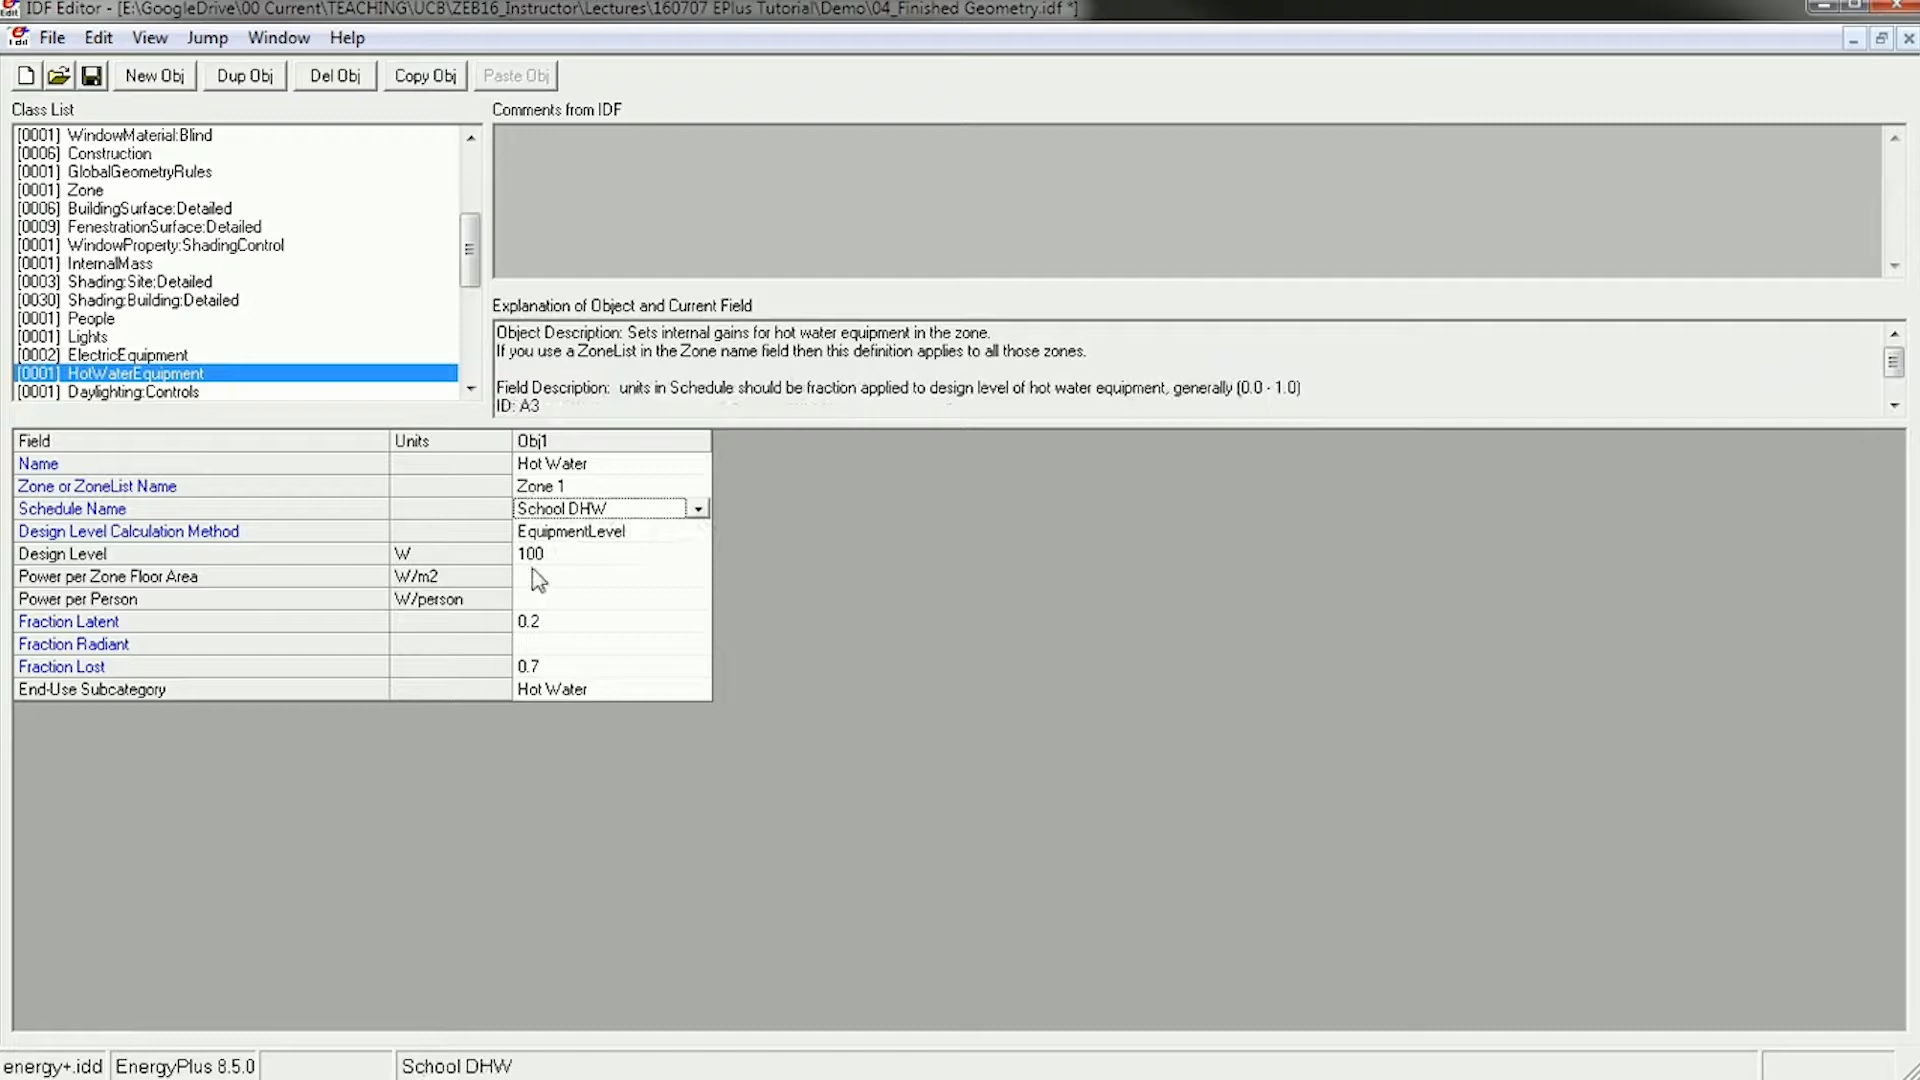 IDF Editor - [E:\GoogleDrive\00 Current\TEACHING\UCB\ZEB16_Instructor\Lectures\160707 EPlus Tutorial\Demo\04_Finished Geometry.idf *]
File Edit View Jump Window Help
New Obj Dup Obj Del Obj Copy Obj Paste Obj
Class List
[0001] WindowMaterial:Blind
[0006] Construction
[0001] GlobalGeometryRules
[0001] Zone
[0006] BuildingSurface:Detailed
[0009] FenestrationSurface:Detailed
[0001] WindowProperty:ShadingControl
[0001] InternalMass
[0003] Shading:Site:Detailed
[0030] Shading:Building:Detailed
[0001] People
[0001] Lights
[0002] ElectricEquipment
[0001] HotWaterEquipment
[0001] Daylighting:Controls
Comments from IDF
Explanation of Object and Current Field
Object Description: Sets internal gains for hot water equipment in the zone.
If you use a ZoneList in the Zone name field then this definition applies to all those zones.
Field Description: units in Schedule should be fraction applied to design level of hot water equipment, generally (0.0 - 1.0)
ID: A3
Field Units Obj1
Name Hot Water
Zone or ZoneList Name Zone 1
Schedule Name School DHW
Design Level Calculation Method EquipmentLevel
Design Level W 100
Power per Zone Floor Area W/m2
Power per Person W/person
Fraction Latent 0.2
Fraction Radiant
Fraction Lost 0.7
End-Use Subcategory Hot Water
energy+.idd EnergyPlus 8.5.0 School DHW